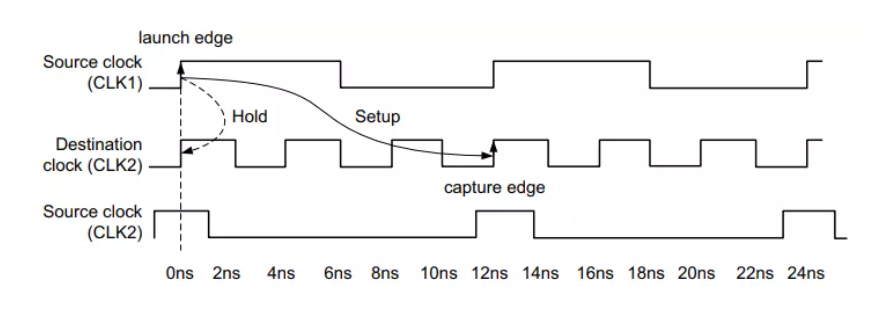 launch edge
Source clock
(CLK1)
Hold
Setup
Destination
clock (CLK2)
capture edge
Source clock
(CLK2)
0ns 2ns 4ns 6ns 8ns 10ns 12ns 14ns 16ns 18ns 20ns 22ns 24ns